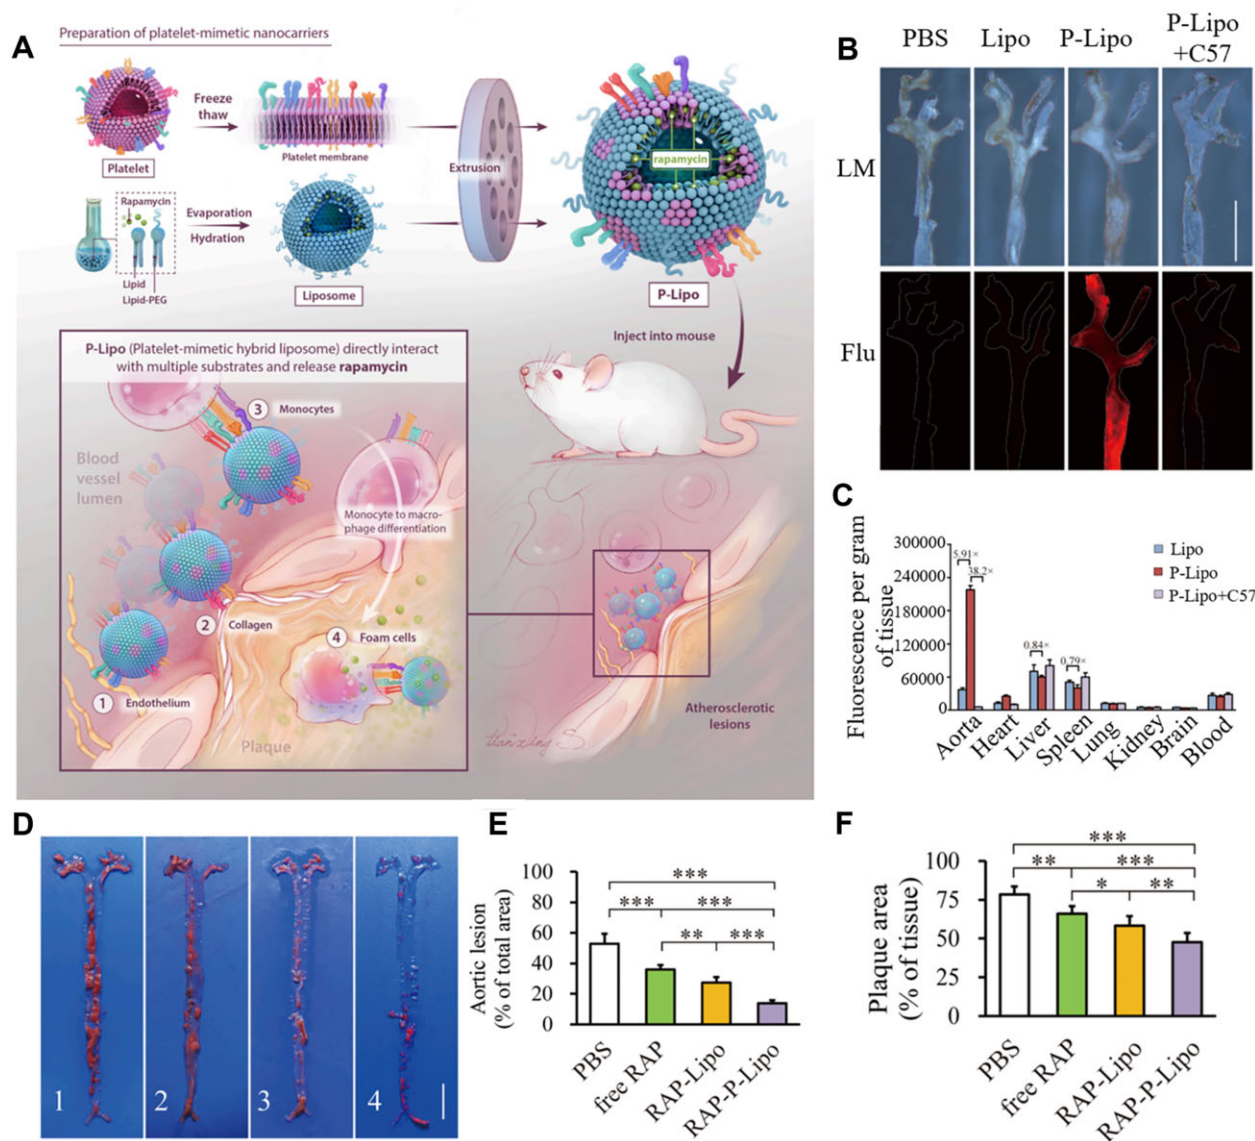 A
Preparation of platelet-mimetic nanocarriers
Freeze
thaw
Platelet
Platelet membrane
Extrusion
rapamycin
Rapamycin
Evaporation
Hydration
Lipid
Lipid-PEG
Liposome
P-Lipo
Inject into mouse
P-Lipo (Platelet-mimetic hybrid liposome) directly interact
with multiple substrates and release rapamycin
3 Monocytes
Blood
vessel
lumen
Monocyte to macro-
phage differentiation
2 Collagen
4 Foam cells
1 Endothelium
Plaque
Atherosclerotic
lesions
tianxing S
B
PBS
Lipo
P-Lipo
P-Lipo
+C57
LM
Flu
C
Fluorescence per gram
of tissue
300000
240000
180000
120000
60000
0
5.91×
38.2×
0.84×
0.79×
Lipo
P-Lipo
P-Lipo+C57
Aorta
Heart
Liver
Spleen
Lung
Kidney
Brain
Blood
D
1
2
3
4
E
Aortic lesion
(% of total area)
100
80
60
40
20
0
***
*** ***
** ***
PBS
free RAP
RAP-Lipo
RAP-P-Lipo
F
Plaque area
(% of tissue)
100
75
50
25
0
***
** ***
* **
PBS
free RAP
RAP-Lipo
RAP-P-Lipo